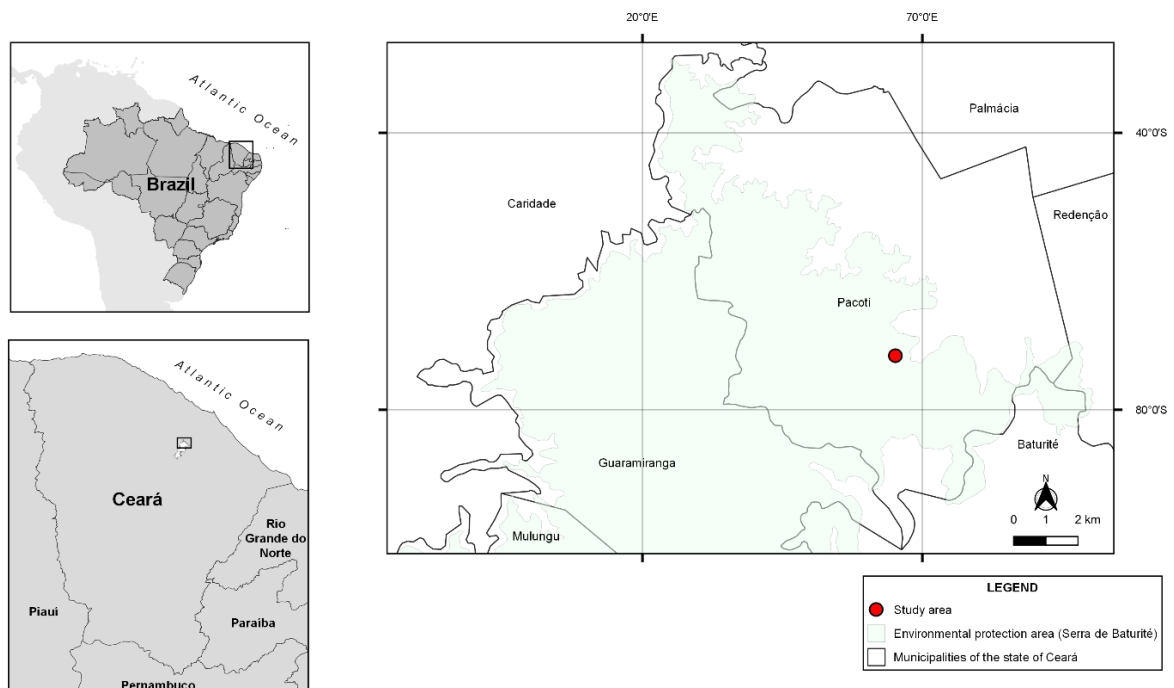 Atlantic Ocean
Brazil
Atlantic Ocean
Ceará
Rio
Grande do
Norte
Piauí
Paraíba
Pernambuco
20°0'E
70°0'E
Palmácia
40°0'S
Caridade
Redenção
Pacoti
80°0'S
Guaramiranga
Baturité
N
0 1 2 km
Mulungu
LEGEND
Study area
Environmental protection area (Serra de Baturité)
Municipalities of the state of Ceará